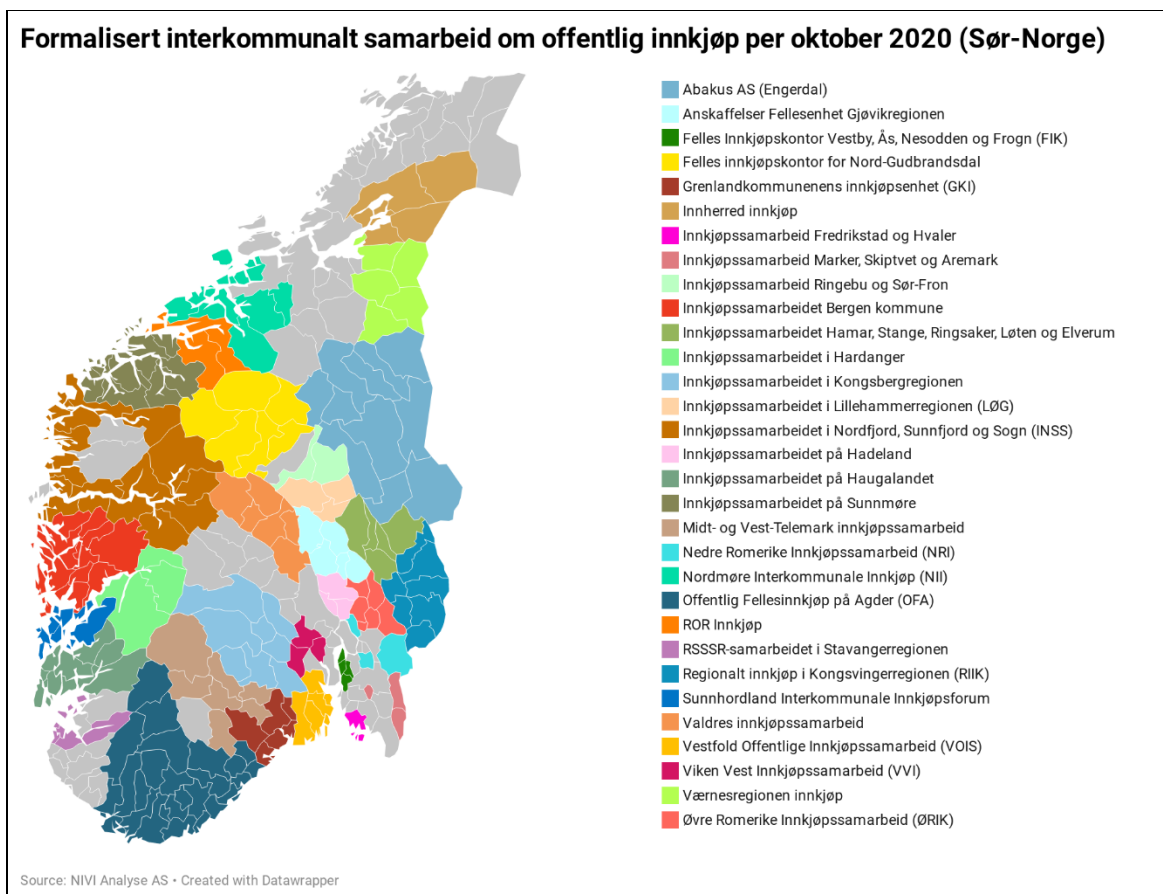 Formalisert interkommunalt samarbeid om offentlig innkjøp per oktober 2020 (Sør-Norge)
Abakus AS (Engerdal)
Anskaffelser Fellesenhet Gjøvikregionen
Felles Innkjøpskontor Vestby, Ås, Nesodden og Frogn (FIK)
Felles innkjøpskontor for Nord-Gudbrandsdal
Grenlandkommunenens innkjøpsenhet (GKI)
Innherred innkjøp
Innkjøpssamarbeid Fredrikstad og Hvaler
Innkjøpssamarbeid Marker, Skiptvet og Aremark
Innkjøpssamarbeid Ringebu og Sør-Fron
Innkjøpssamarbeidet Bergen kommune
Innkjøpssamarbeidet Hamar, Stange, Ringsaker, Løten og Elverum
Innkjøpssamarbeidet i Hardanger
Innkjøpssamarbeidet i Kongsbergregionen
Innkjøpssamarbeidet i Lillehammerregionen (LØG)
Innkjøpssamarbeidet i Nordfjord, Sunnfjord og Sogn (INSS)
Innkjøpssamarbeidet på Hadeland
Innkjøpssamarbeidet på Haugalandet
Innkjøpssamarbeidet på Sunnmøre
Midt- og Vest-Telemark innkjøpssamarbeid
Nedre Romerike Innkjøpssamarbeid (NRI)
Nordmøre Interkommunale Innkjøp (NII)
Offentlig Fellesinnkjøp på Agder (OFA)
ROR Innkjøp
RSSSR-samarbeidet i Stavangerregionen
Regionalt innkjøp i Kongsvingerregionen (RIIK)
Sunnhordland Interkommunale Innkjøpsforum
Valdres innkjøpssamarbeid
Vestfold Offentlige Innkjøpssamarbeid (VOIS)
Viken Vest Innkjøpssamarbeid (VVI)
Værnesregionen innkjøp
Øvre Romerike Innkjøpssamarbeid (ØRIK)
Source: NIVI Analyse AS • Created with Datawrapper